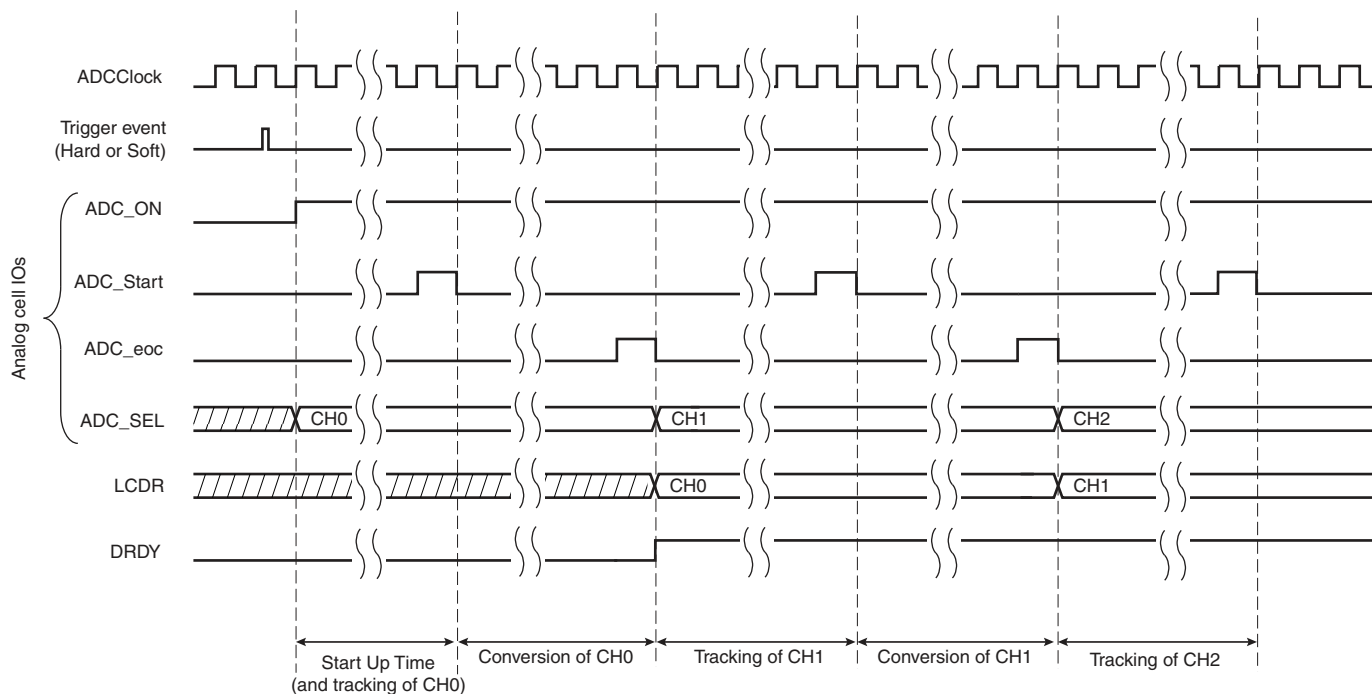 ADCClock
Trigger event
(Hard or Soft)
Analog cell IOs
ADC_ON
ADC_Start
ADC_eoc
ADC_SEL
CH0
CH1
CH2
LCDR
CH0
CH1
DRDY
Start Up Time
(and tracking of CH0)
Conversion of CH0
Tracking of CH1
Conversion of CH1
Tracking of CH2